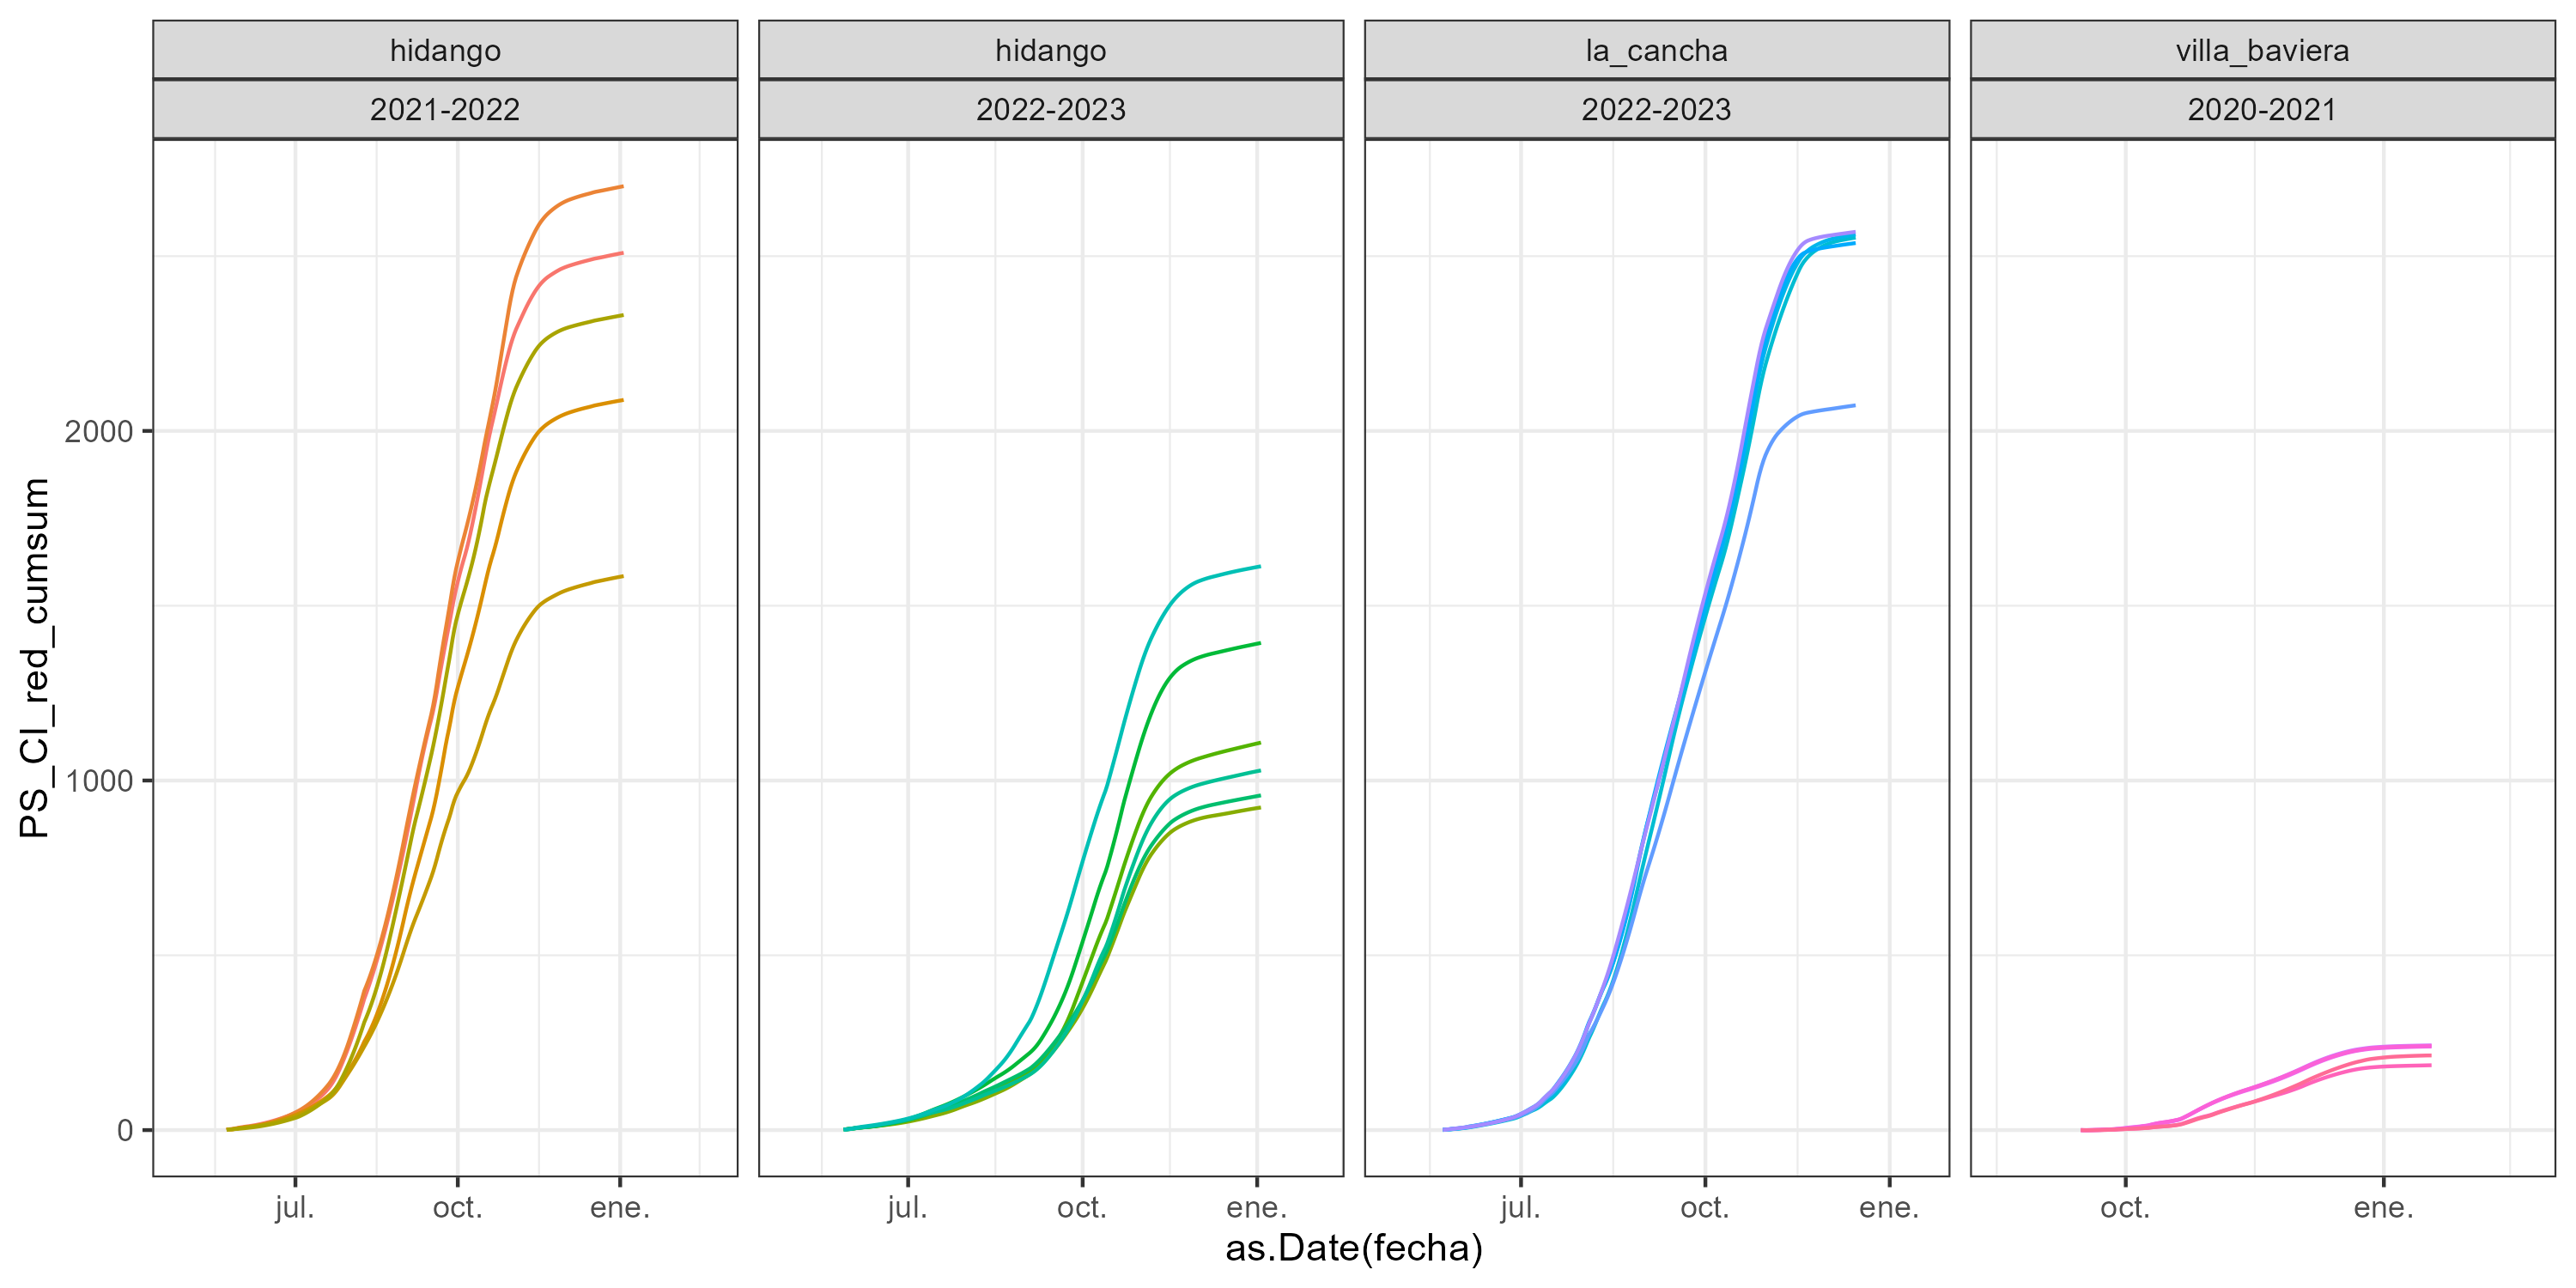 hidango
hidango
la_cancha
villa_baviera
2021-2022
2022-2023
2022-2023
2020-2021
PS_CI_red_cumsum
2000
1000
0
jul.
oct.
ene.
jul.
oct.
ene.
jul.
oct.
ene.
oct.
ene.
as.Date(fecha)